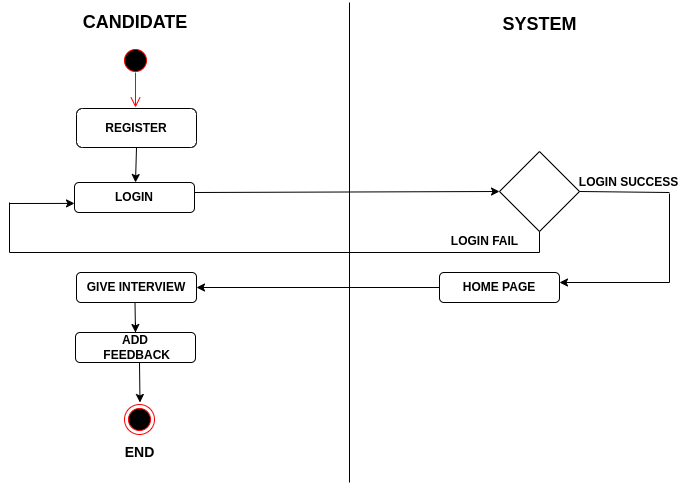 CANDIDATE
SYSTEM
REGISTER
LOGIN
LOGIN SUCCESS
LOGIN FAIL
GIVE INTERVIEW
HOME PAGE
ADD
FEEDBACK
END